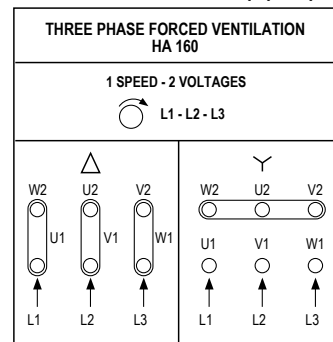 THREE PHASE FORCED VENTILATION
HA 160
1 SPEED - 2 VOLTAGES
L1 - L2 - L3
W2 U2 V2
U1 V1 W1
L1 L2 L3
W2 U2 V2
U1 V1 W1
L1 L2 L3